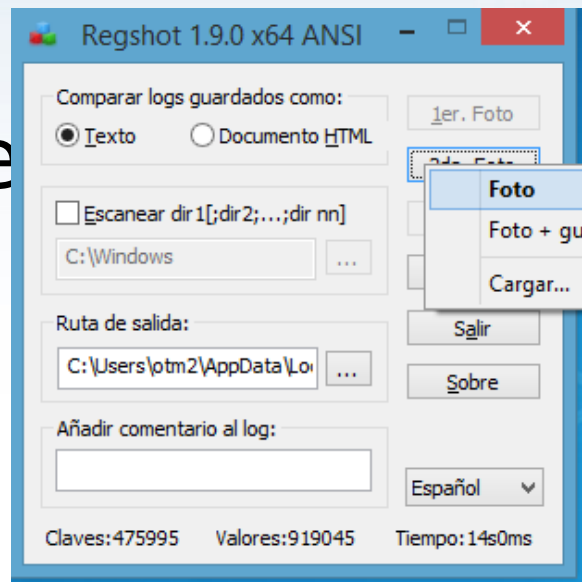 Regshot 1.9.0 x64 ANSI
Comparar logs guardados como:
Texto
Documento HTML
1er. Foto
Foto
Foto + gu
Cargar...
Escanear dir1[;dir2;...;dir nn]
C:\Windows
...
Ruta de salida:
C:\Users\otm2\AppData\Lo
...
Salir
Sobre
Añadir comentario al log:
Español
Claves:475995 Valores:919045 Tiempo:14s0ms
e